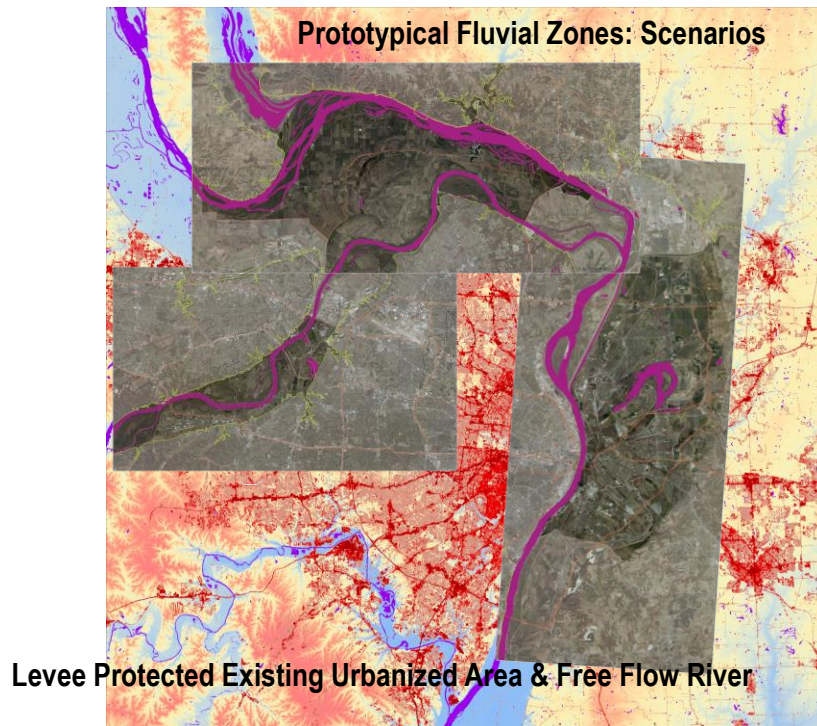 Prototypical Fluvial Zones: Scenarios
Levee Protected Existing Urbanized Area & Free Flow River